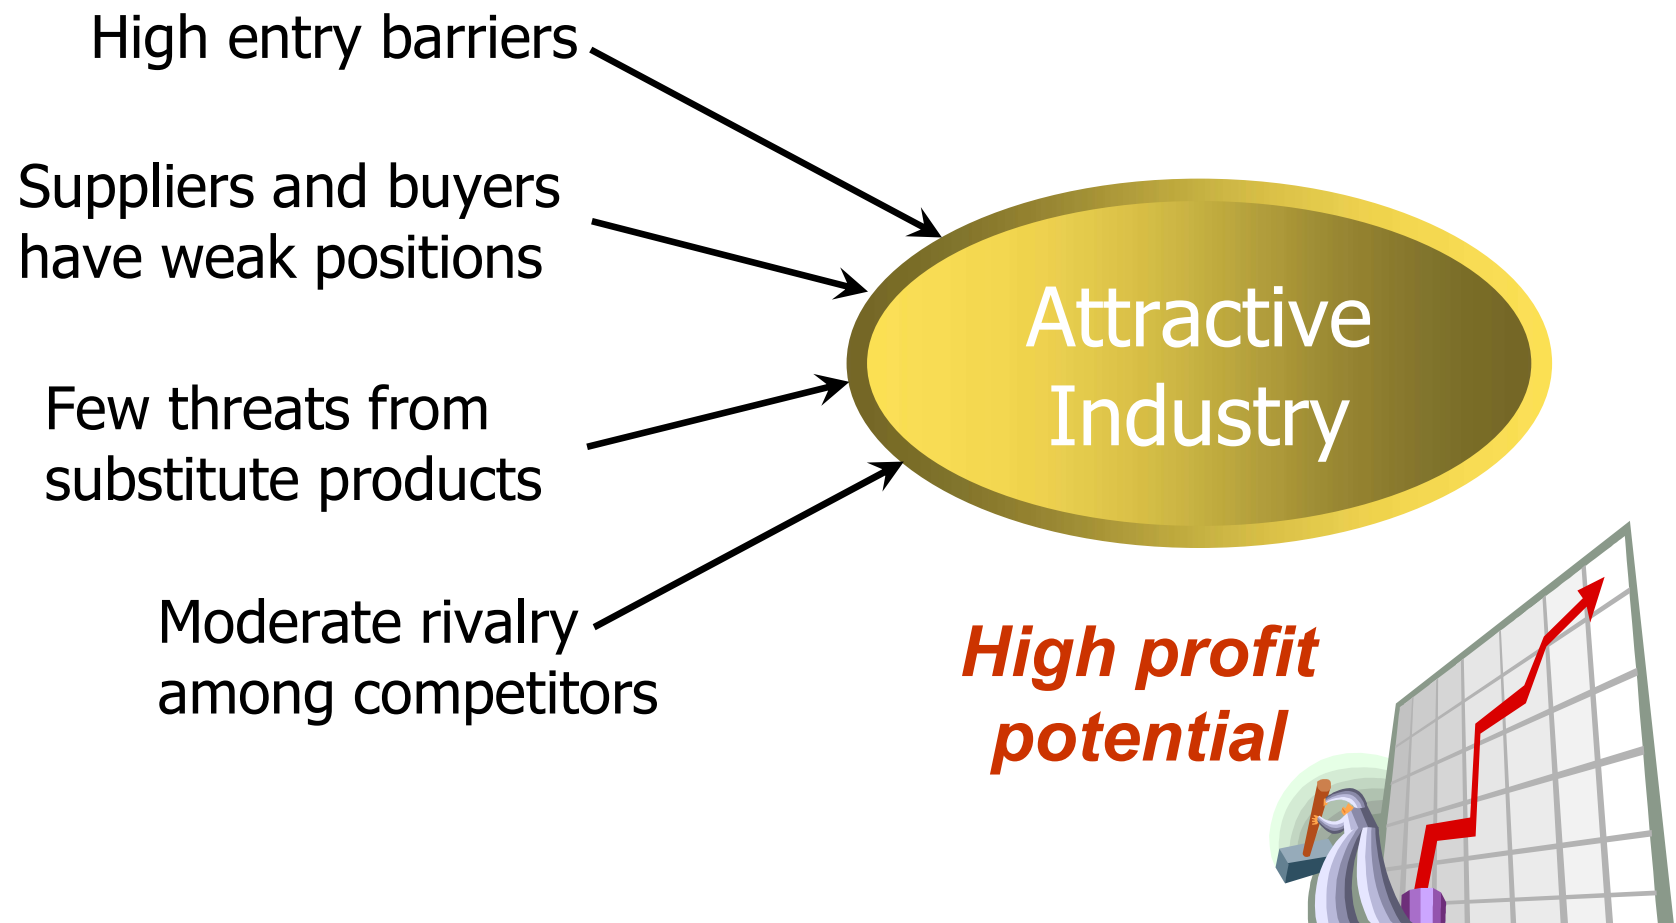 High entry barriers
Suppliers and buyers
have weak positions
Few threats from
substitute products
Moderate rivalry
among competitors
Attractive
Industry
High profit
potential